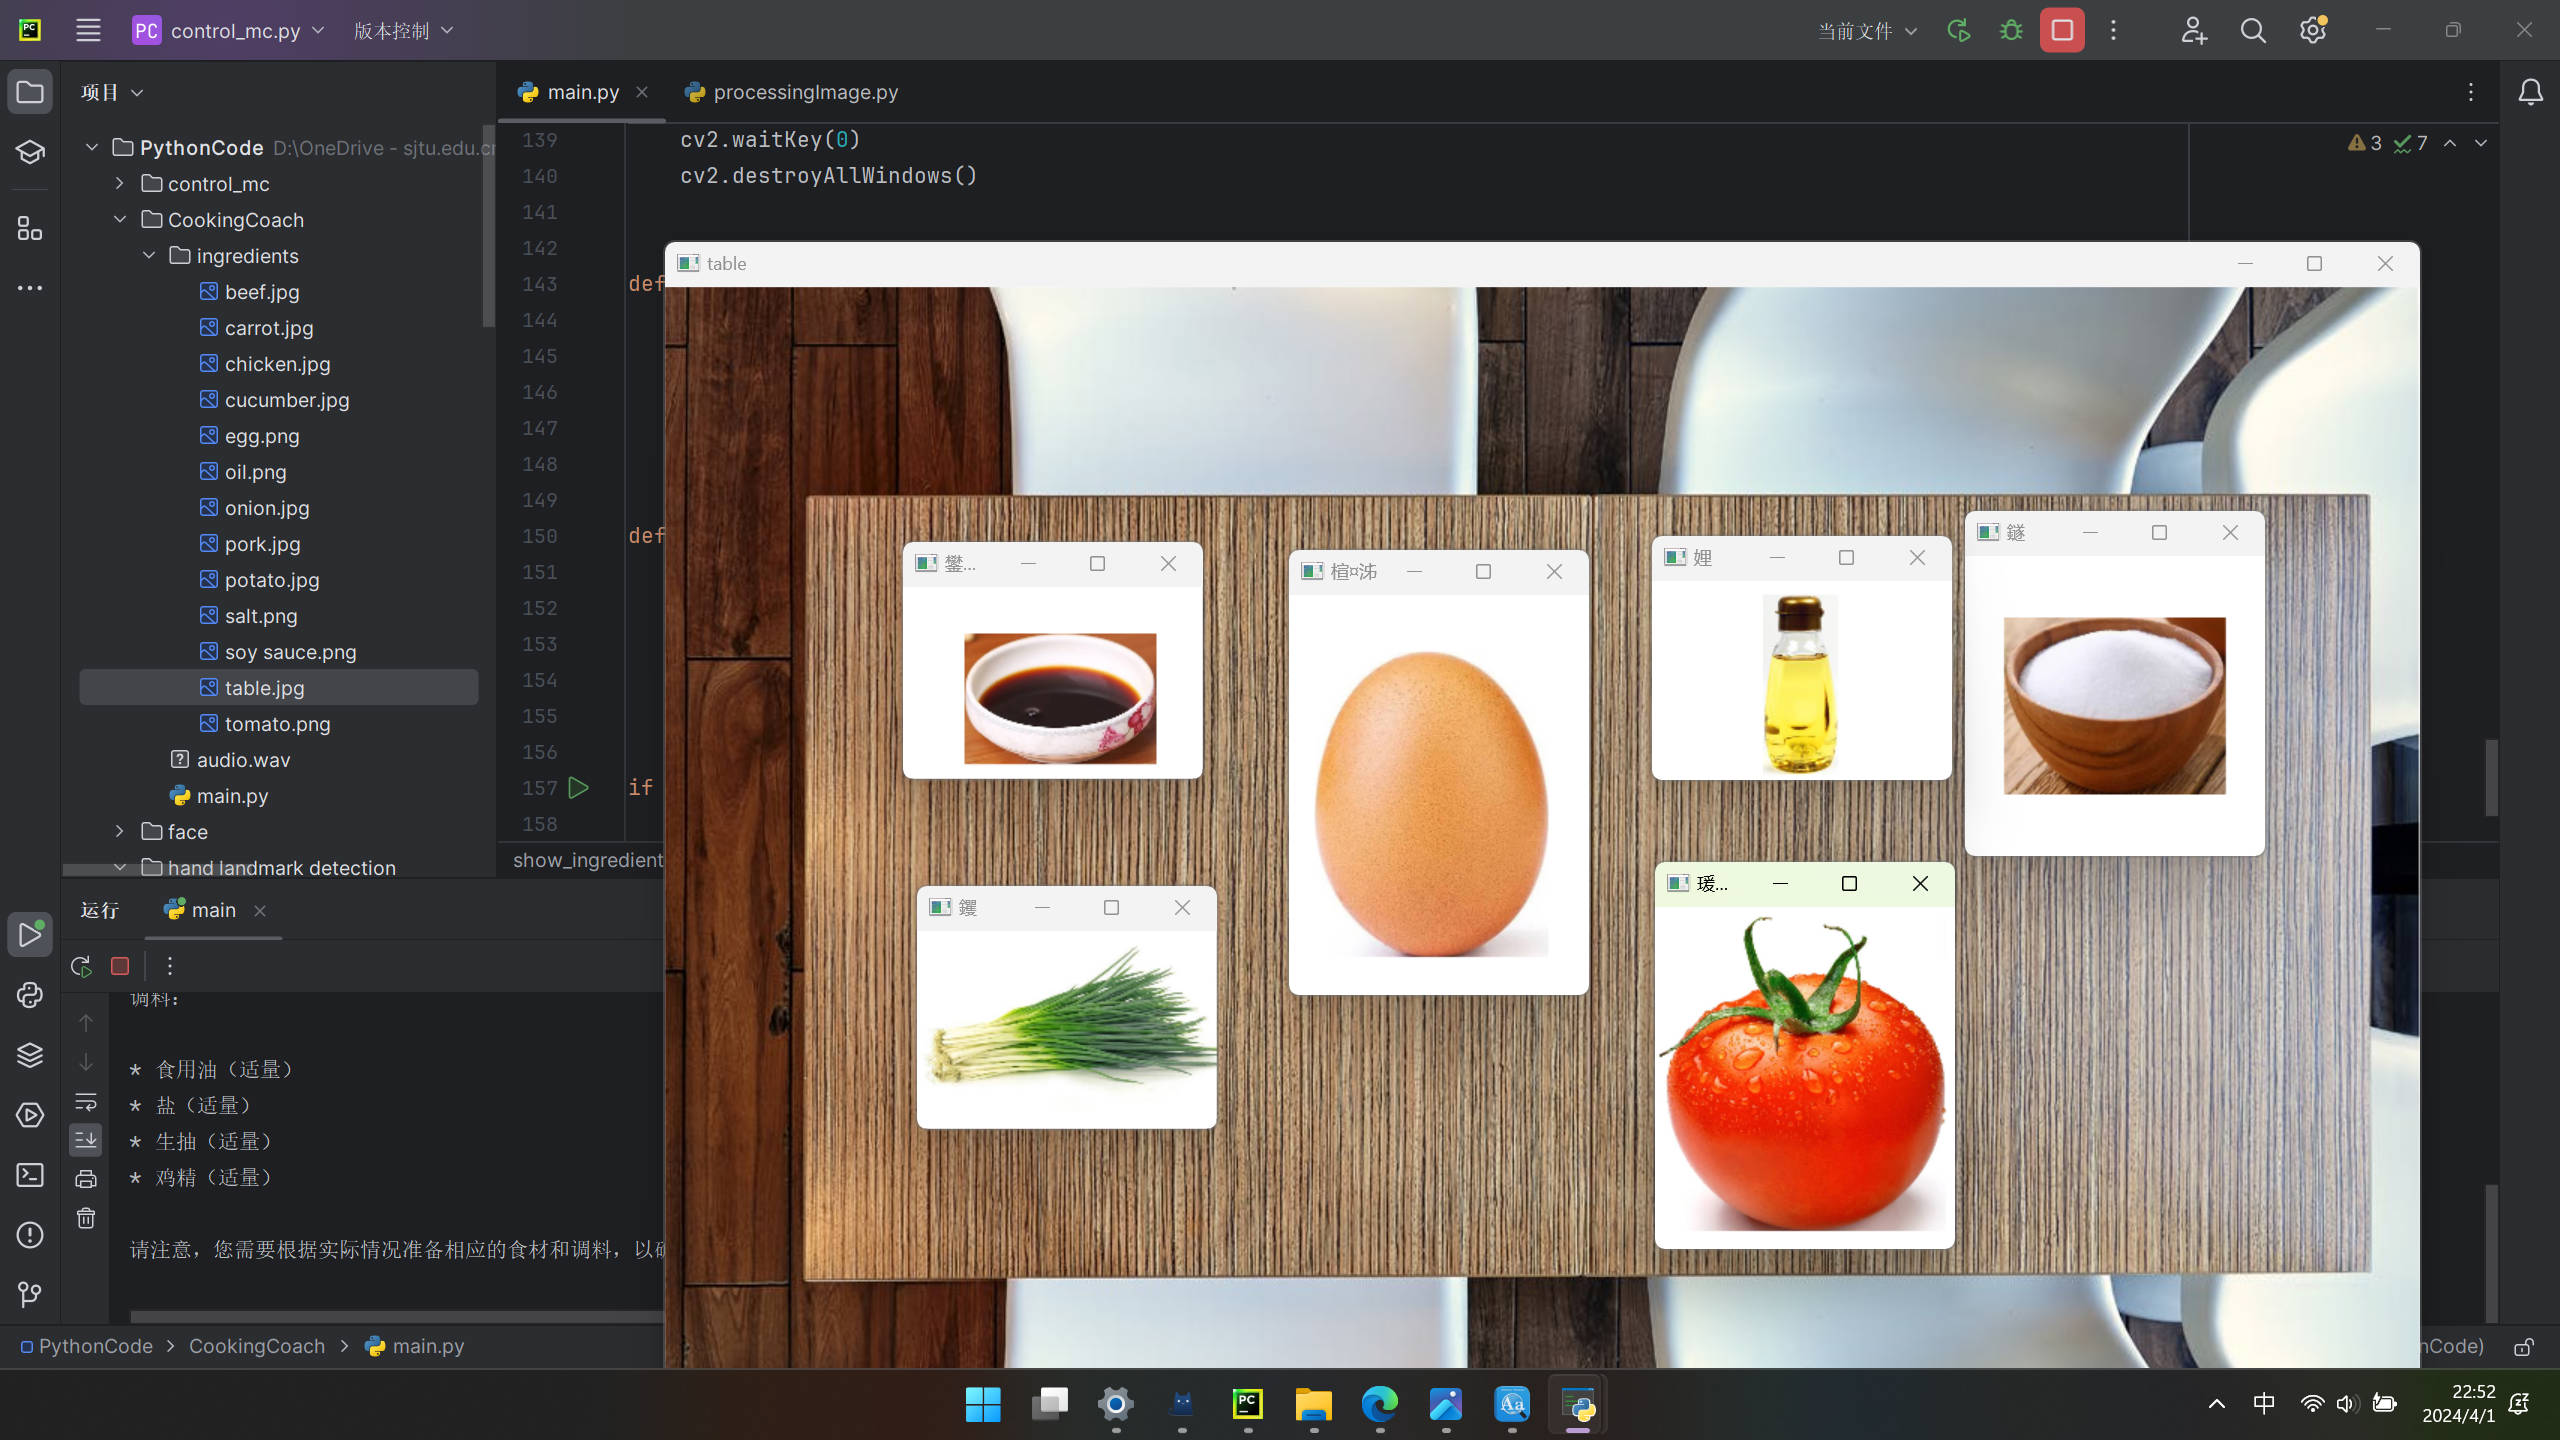 PC control_mc.py 版本控制 当前文件
项目
main.py
processingImage.py
PythonCode D:\OneDrive - sjtu.edu.cn
control_mc
CookingCoach
ingredients
beef.jpg
carrot.jpg
chicken.jpg
cucumber.jpg
egg.png
oil.png
onion.jpg
pork.jpg
potato.jpg
salt.png
soy sauce.png
table.jpg
tomato.png
audio.wav
main.py
face
hand landmark detection
3 7
139 cv2.waitKey(0)
140 cv2.destroyAllWindows()
141
142
143 def
144
145
146
147
148
149
150 def
151
152
153
154
155
156
157 if
158
show_ingredient
table
楦¤泲
娌
运行 main
调料：
* 食用油（适量）
* 盐（适量）
* 生抽（适量）
* 鸡精（适量）
请注意，您需要根据实际情况准备相应的食材和调料，以
PythonCode > CookingCoach > main.py
nCode)
中
22:52
2024/4/1